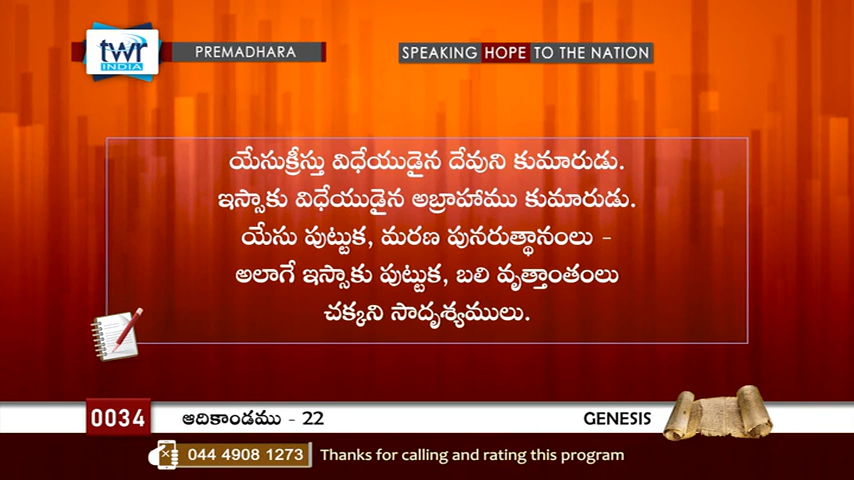 twr
INDIA
PREMADHARA
SPEAKING HOPE TO THE NATION
యేసుక్రీస్తు విధేయుడైన దేవుని కుమారుడు.
ఇస్సాకు విధేయుడైన అబ్రాహాము కుమారుడు.
యేసు పుట్టుక, మరణ పునరుత్థానంలు -
అలాగే ఇస్సాకు పుట్టుక, బలి వృత్తాంతంలు
చక్కని సాదృశ్యములు.
0034 ఆదికాండము - 22 GENESIS
044 4908 1273 Thanks for calling and rating this program